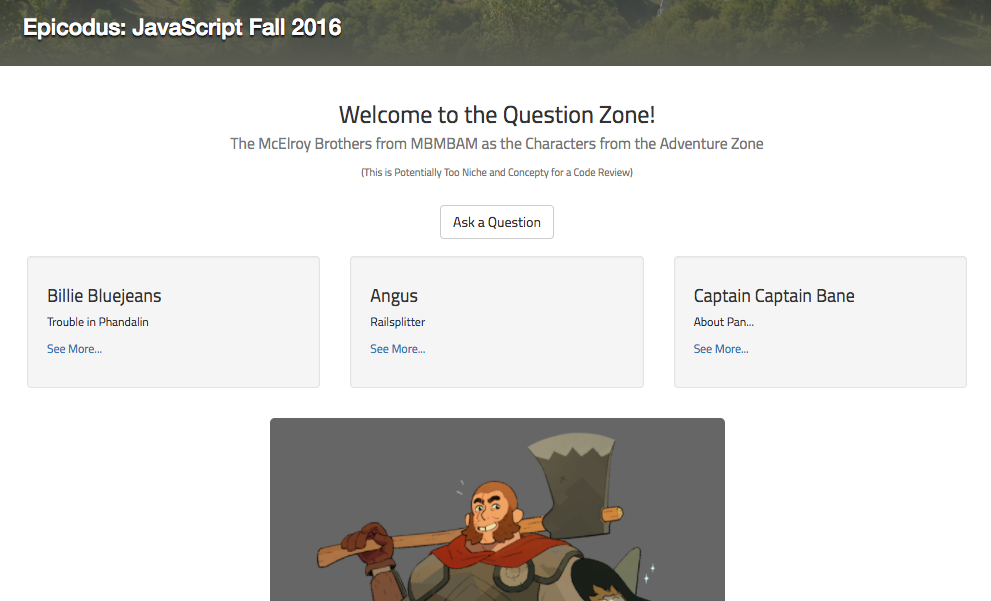 Epicodus: JavaScript Fall 2016
Welcome to the Question Zone!
The McElroy Brothers from MBMBAM as the Characters from the Adventure Zone
(This is Potentially Too Niche and Concepty for a Code Review)
Ask a Question
Billie Bluejeans
Trouble in Phandalin
See More...
Angus
Railsplitter
See More...
Captain Captain Bane
About Pan...
See More...